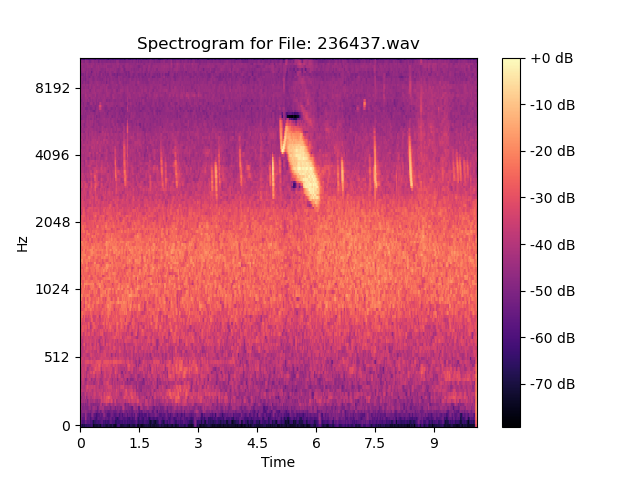 Spectrogram for File: 236437.wav
+0 dB
8192
-10 dB
4096
-20 dB
-30 dB
2048
Hz
-40 dB
1024
-50 dB
512
-60 dB
-70 dB
0
0 1.5 3 4.5 6 7.5 9
Time